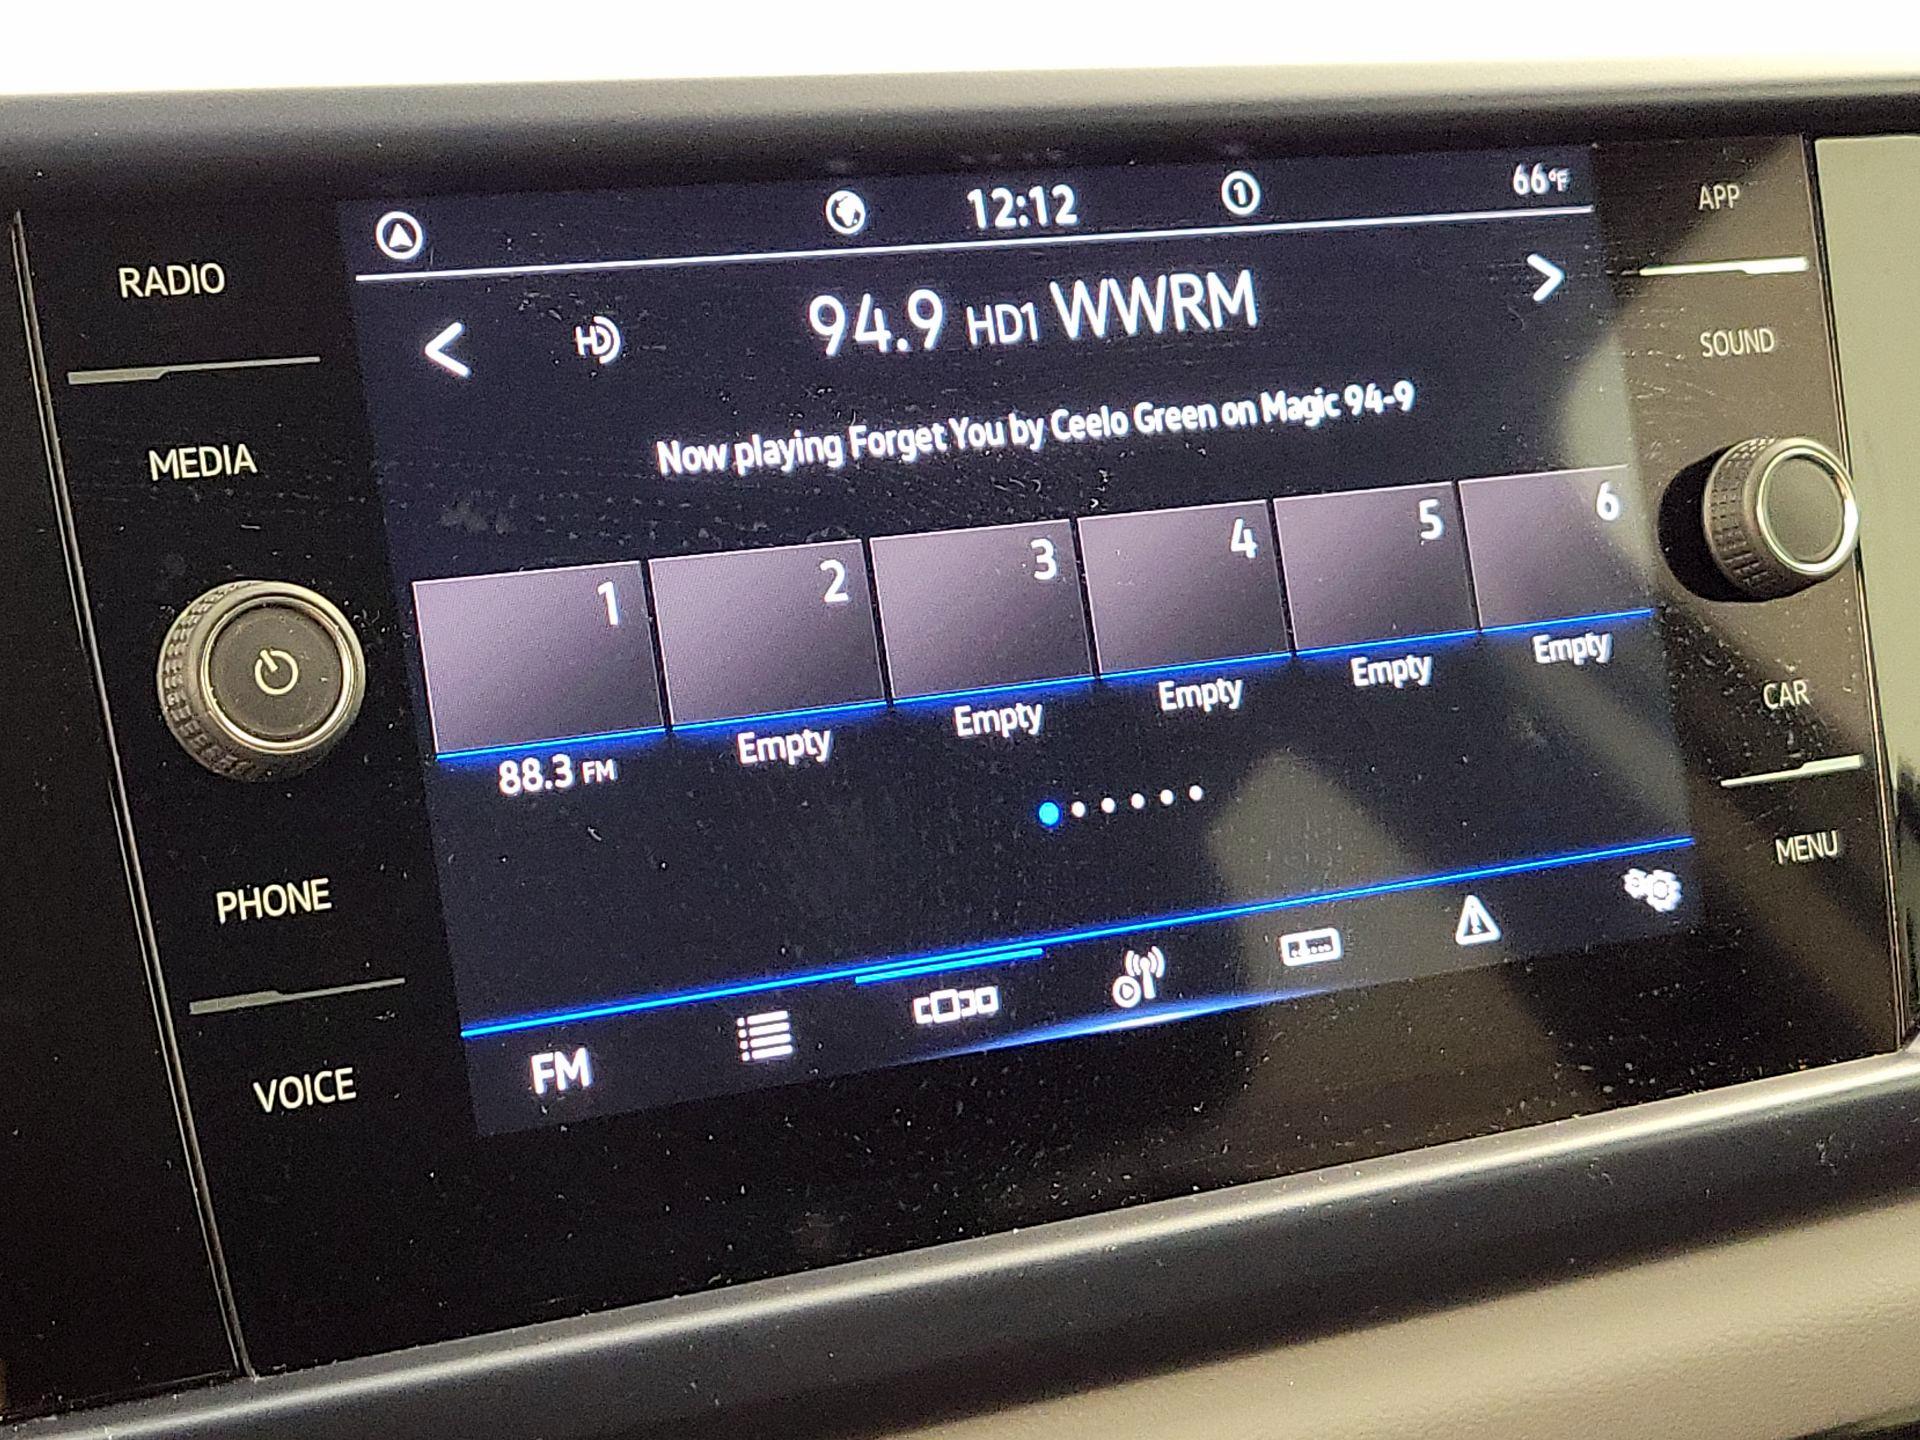 RADIO
MEDIA
PHONE
VOICE
12:12
1
66°F
HD
94.9 HD1 WWRM
Now playing Forget You by Ceelo Green on Magic 94-9
1
2
3
4
5
6
88.3 FM
Empty
Empty
Empty
Empty
Empty
FM
APP
SOUND
CAR
MENU